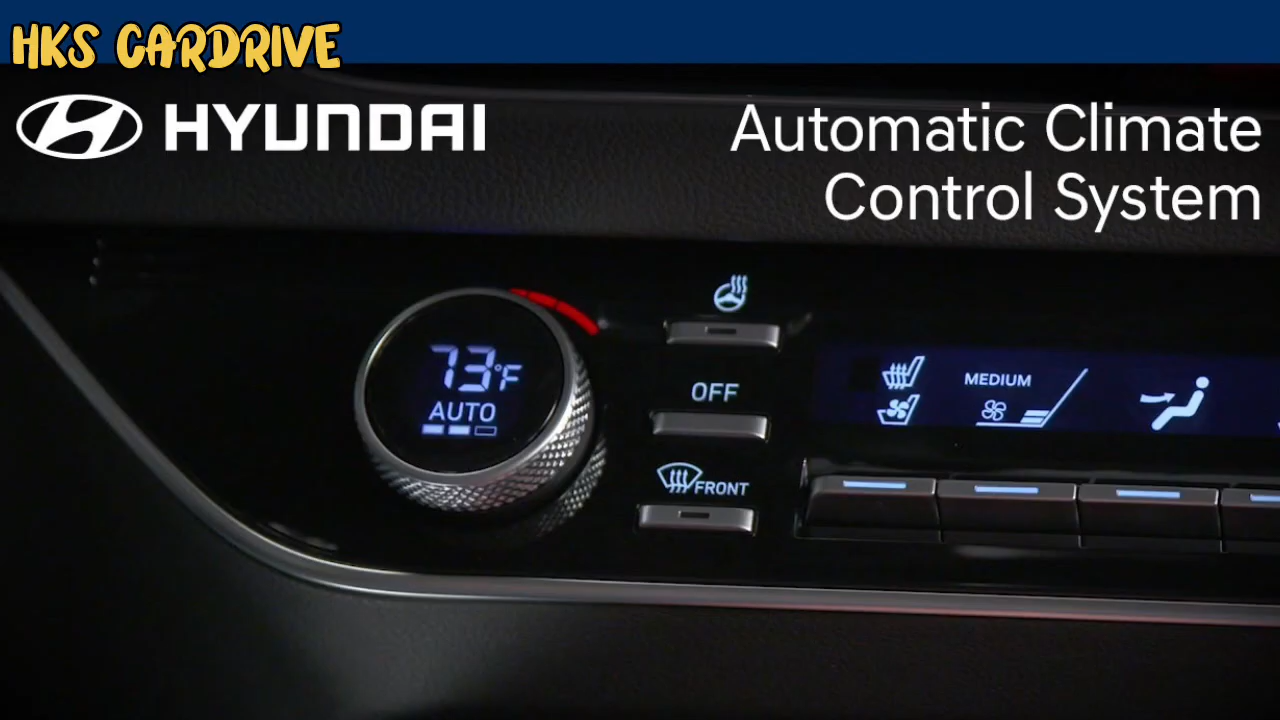 HKS CARDRIVE
HYUNDAI
Automatic Climate
Control System
73°F
AUTO
OFF
MEDIUM
FRONT